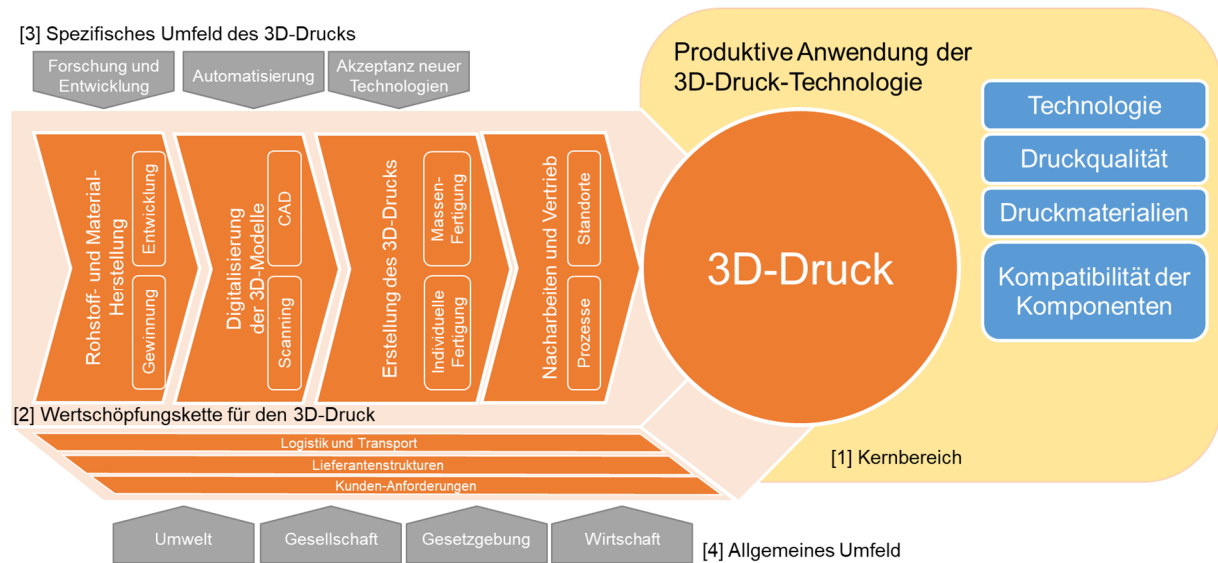 [3] Spezifisches Umfeld des 3D-Drucks
Forschung und
Entwicklung
Automatisierung
Akzeptanz neuer
Technologien
Produktive Anwendung der
3D-Druck-Technologie
Technologie
Druckqualität
Druckmaterialien
Kompatibilität der
Komponenten
Rohstoff- und Material-
Herstellung
Entwicklung
Gewinnung
Digitalisierung
der 3D-Modelle
CAD
Scanning
Erstellung des 3D-Drucks
Massen-
Fertigung
Individuelle
Fertigung
Nacharbeiten und Vertrieb
Standorte
Prozesse
3D-Druck
[2] Wertschöpfungskette für den 3D-Druck
Logistik und Transport
Lieferantenstrukturen
Kunden-Anforderungen
[1] Kernbereich
Umwelt
Gesellschaft
Gesetzgebung
Wirtschaft
[4] Allgemeines Umfeld